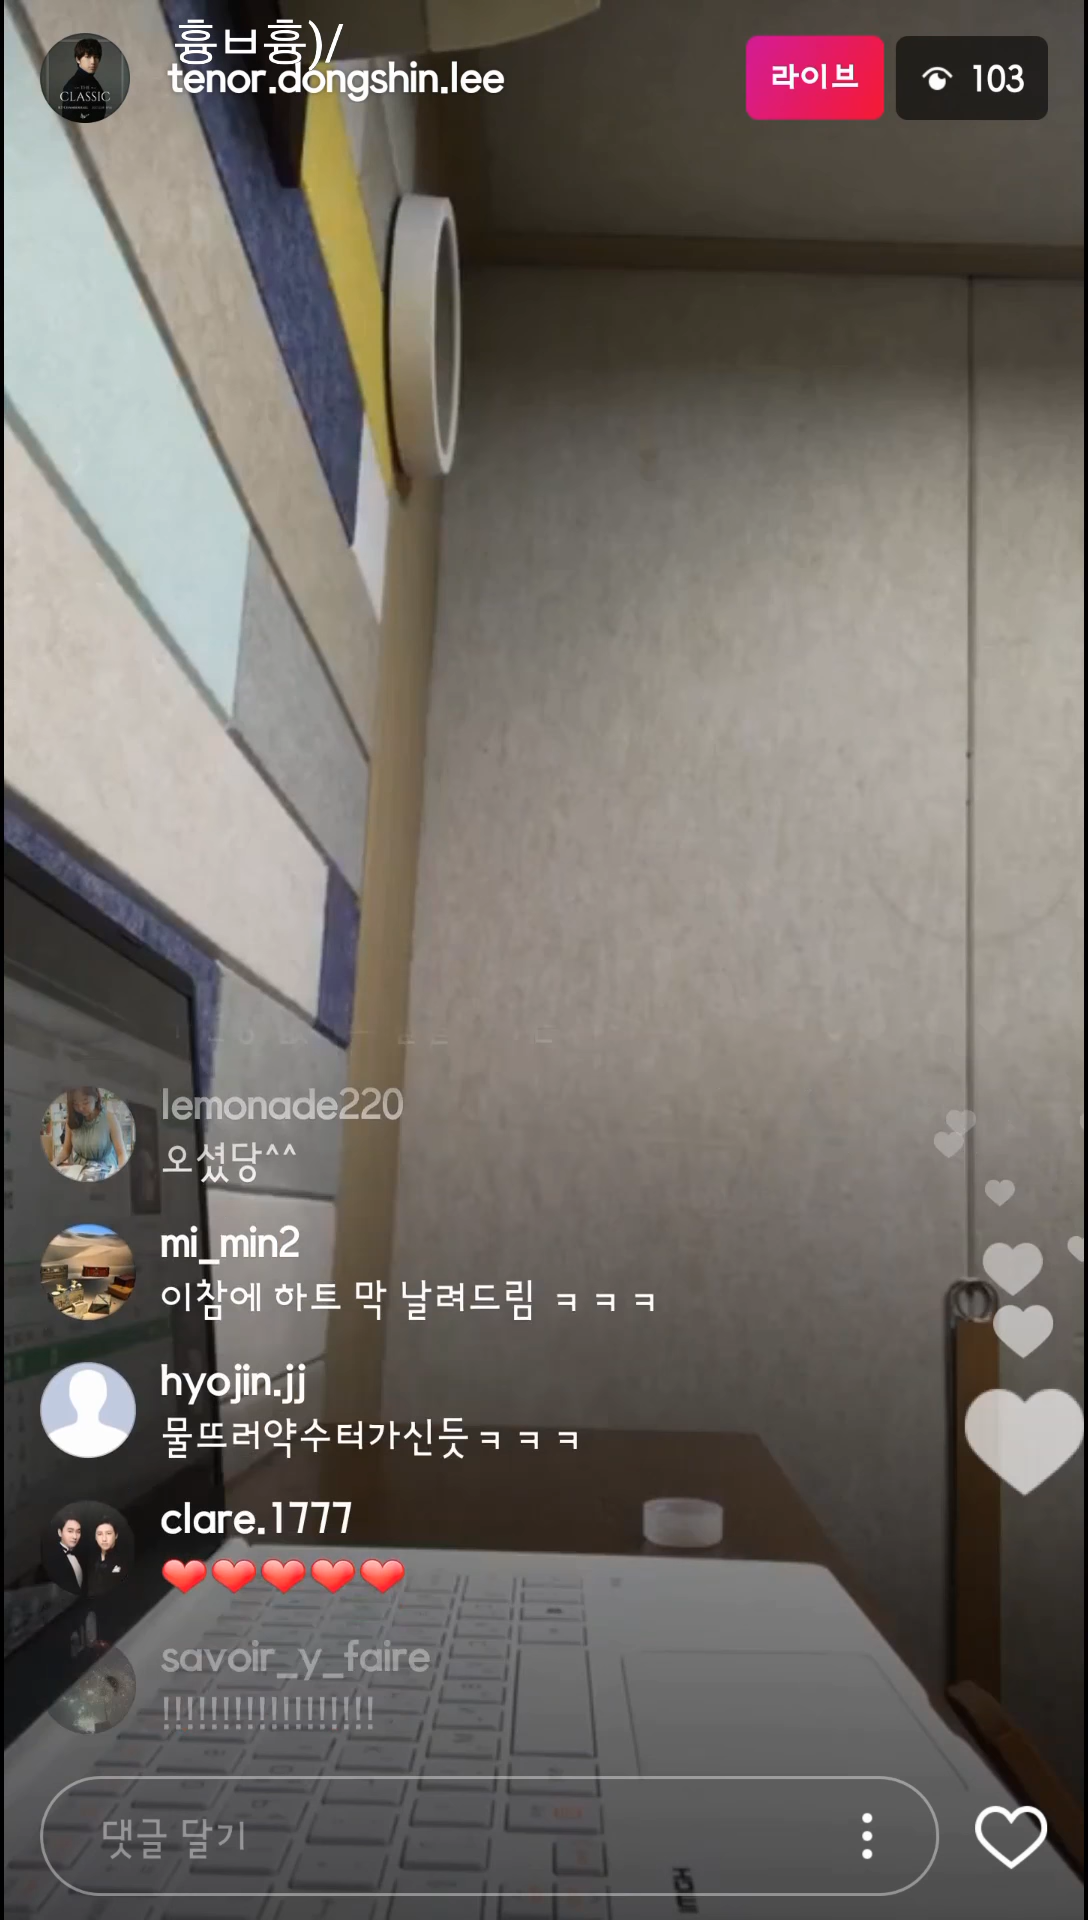 흉ㅂ흉)/
tenor.dongshin.lee
라이브
103
CLASSIC
lemonade220
오셨당^^
mi_min2
이참에 하트 막 날려드림 ㅋㅋㅋ
hyojin.jj
물뜨러약수터가신듯ㅋㅋㅋ
clare.1777
❤❤❤❤❤
savoir_y_faire
!!!!!!!!!!!!!!!!!!
댓글 달기